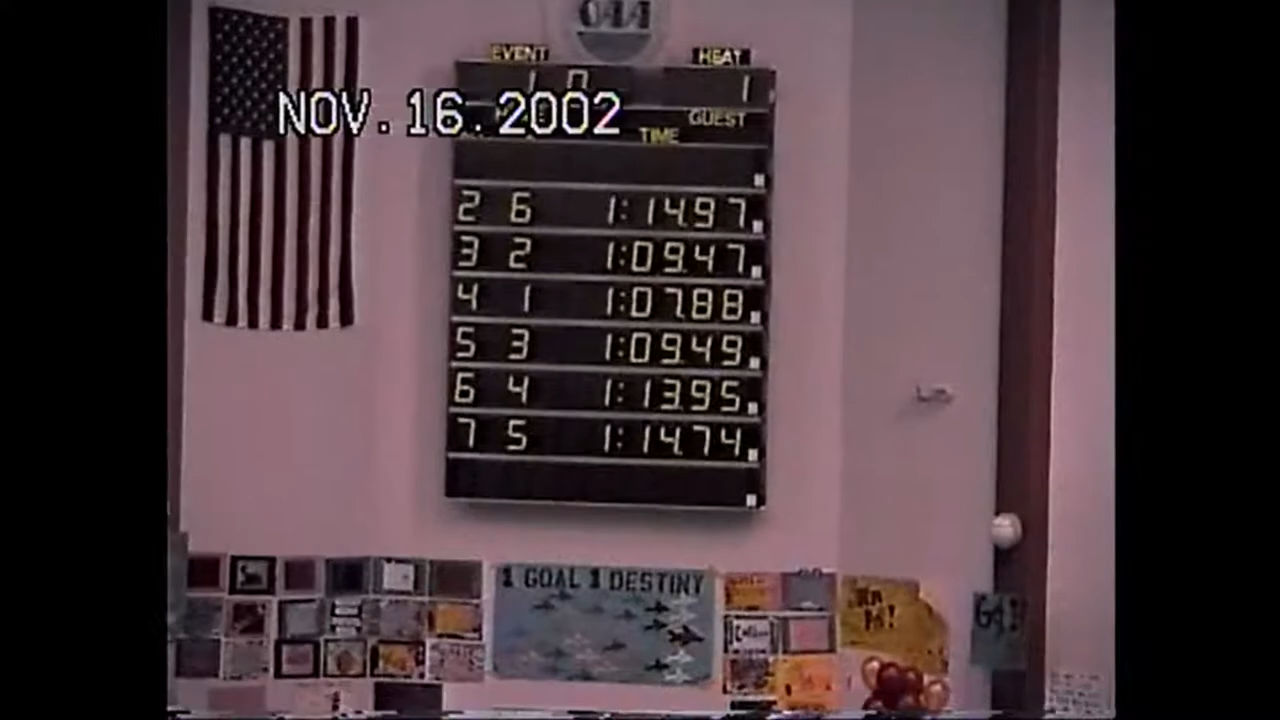 EVENT HEAT
10 1
NOV. 16. 2002
GUEST
TIME
2 6 1:14.97
3 2 1:09.47
4 1 1:07.88
5 3 1:09.49
6 4 1:13.95
7 5 1:14.74
1 GOAL 1 DESTINY